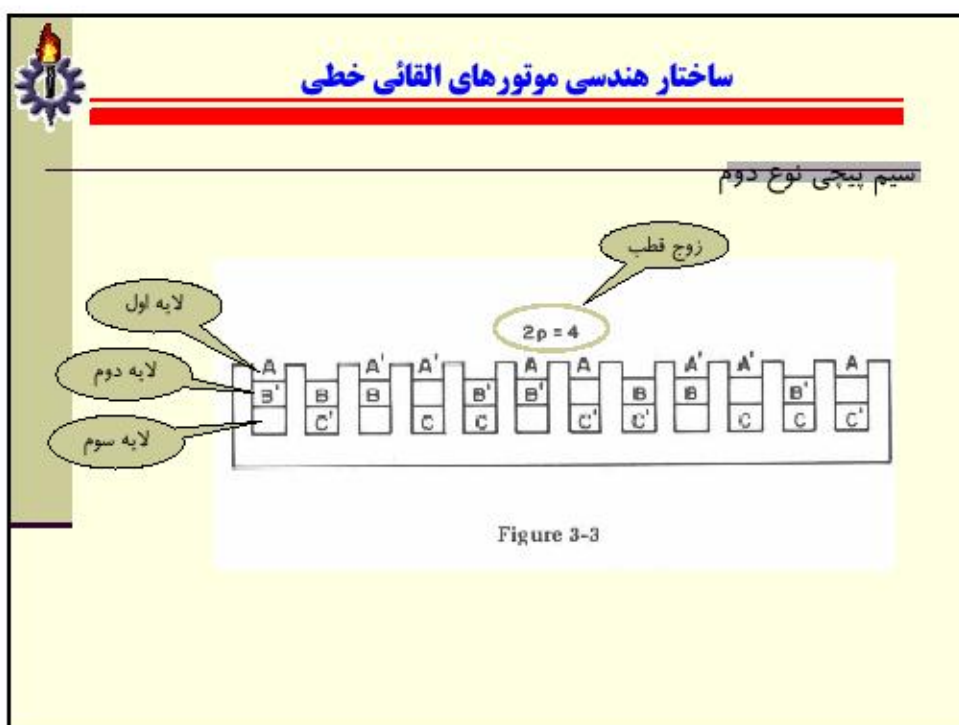 ساختار هندسی موتورهای القائی خطی
سیم پیچی نوع دوم
زوج قطب
لایه اول
2p = 4
A A' A' A A A' A' A
لایه دوم
B' B B B' B' B B B'
لایه سوم
C' C C C' C' C C C'
Figure 3-3